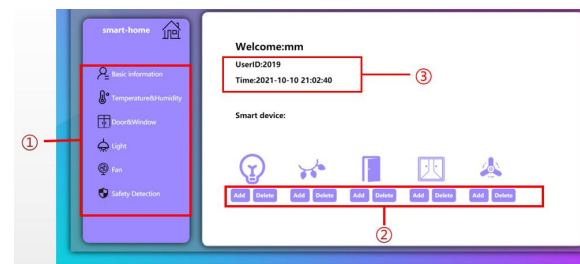 smart-home
Basic information
Temperature&Humidity
Door&Window
Light
Fan
Safety Detection
①
Welcome:mm
UserID:2019
Time:2021-10-10 21:02:40
③
Smart device:
Add Delete Add Delete Add Delete Add Delete Add Delete
②